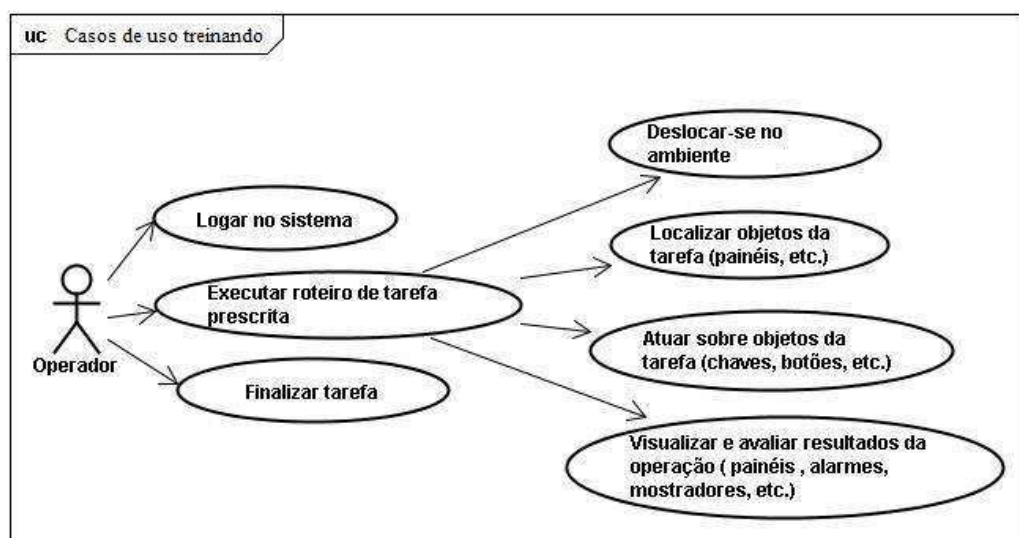 uc Casos de uso treinando
Deslocar-se no
ambiente
Logar no sistema
Localizar objetos da
tarefa (painéis, etc.)
Executar roteiro de tarefa
prescrita
Operador
Atuar sobre objetos da
tarefa (chaves, botões, etc.)
Finalizar tarefa
Visualizar e avaliar resultados da
operação ( painéis , alarmes,
mostradores, etc.)